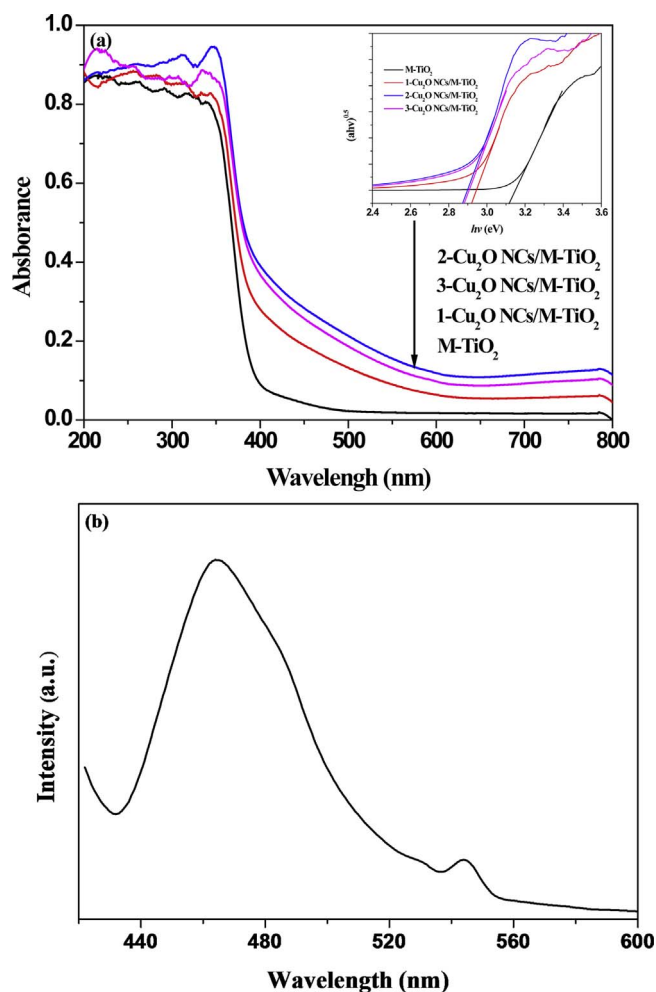 (a)
M-TiO₂
1-Cu₂O NCs/M-TiO₂
2-Cu₂O NCs/M-TiO₂
3-Cu₂O NCs/M-TiO₂
(ahv)⁰·⁵
2.4 2.6 2.8 3.0 3.2 3.4 3.6
hv (eV)
2-Cu₂O NCs/M-TiO₂
3-Cu₂O NCs/M-TiO₂
1-Cu₂O NCs/M-TiO₂
M-TiO₂
Absborance
1.0
0.8
0.6
0.4
0.2
0.0
200 300 400 500 600 700 800
Wavelengh (nm)
(b)
Intensity (a.u.)
440 480 520 560 600
Wavelength (nm)